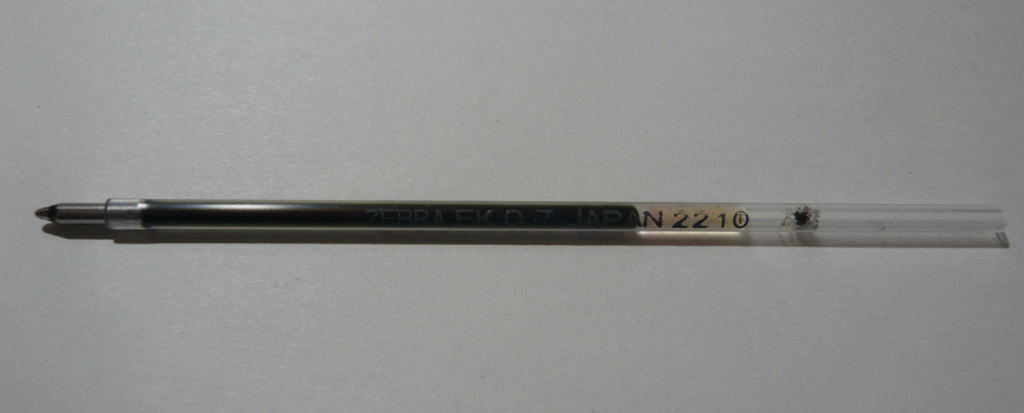 ZEBRA EK 0.7 JAPAN 2210